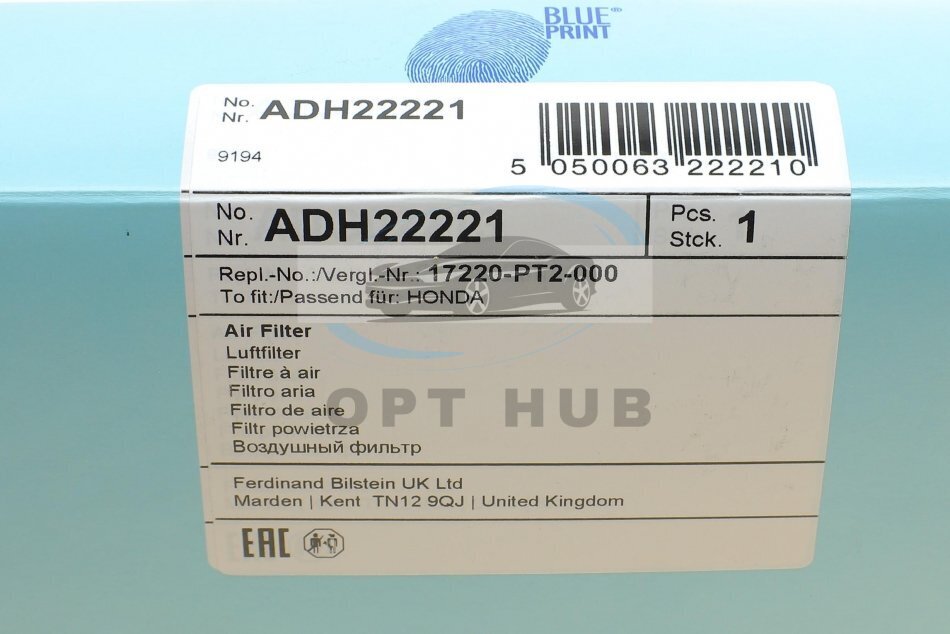 BLUE®
PRINT
No.
Nr. ADH22221
9194
5 050063 222210
No.
Nr. ADH22221
Pcs.
Stck. 1
Repl.-No.:/Vergl.-Nr.: 17220-PT2-000
To fit:/Passend für: HONDA
Air Filter
Luftfilter
Filtre à air
Filtro aria
Filtro de aire
Filtr powietrza
Воздушный фильтр
OPT HUB
Ferdinand Bilstein UK Ltd
Marden | Kent TN12 9QJ | United Kingdom
EAC